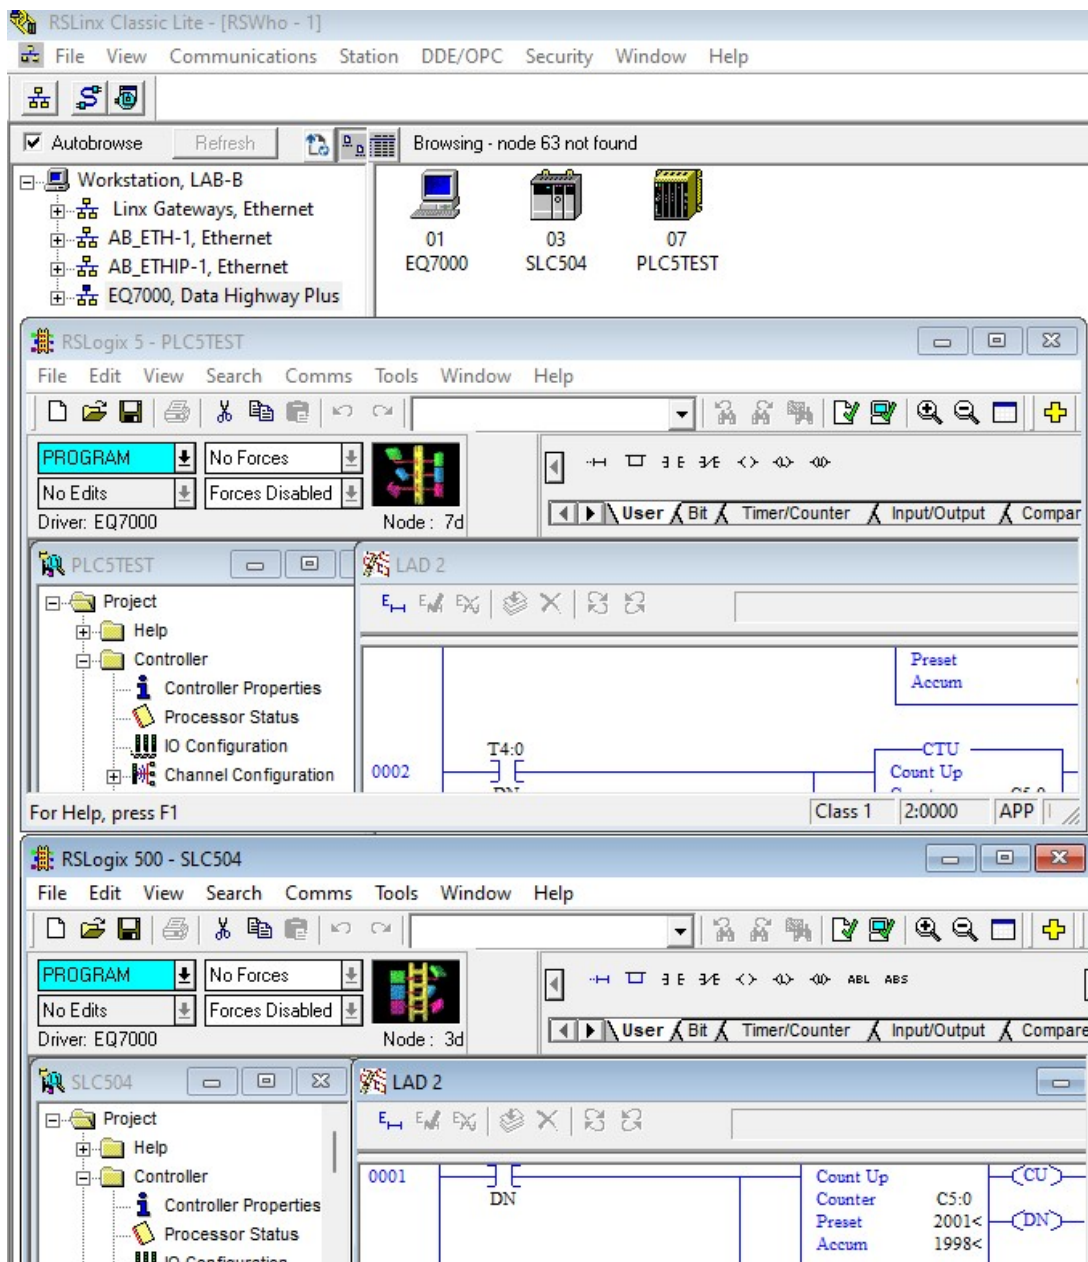 RSLinx Classic Lite - [RSWho - 1]
File View Communications Station DDE/OPC Security Window Help
Autobrowse Refresh Browsing - node 63 not found
Workstation, LAB-B
Linx Gateways, Ethernet
AB_ETH-1, Ethernet
AB_ETHIP-1, Ethernet
EQ7000, Data Highway Plus
01 03 07
EQ7000 SLC504 PLC5TEST
RSLogix 5 - PLC5TEST
File Edit View Search Comms Tools Window Help
PROGRAM No Forces
No Edits Forces Disabled
Driver: EQ7000 Node : 7d
User Bit Timer/Counter Input/Output Compar
PLC5TEST LAD 2
Project
Help
Controller
Controller Properties
Processor Status
IO Configuration
Channel Configuration
Preset
Accum
T4:0
0002
DN
CTU
Count Up
C5:0
For Help, press F1 Class 1 2:0000 APP
RSLogix 500 - SLC504
File Edit View Search Comms Tools Window Help
PROGRAM No Forces
No Edits Forces Disabled
Driver: EQ7000 Node : 3d
ABL ABS
User Bit Timer/Counter Input/Output Compare
SLC504 LAD 2
Project
Help
Controller
Controller Properties
Processor Status
IO Configuration
0001
DN
Count Up
Counter C5:0
Preset 2001<
Accum 1998<
CU
DN